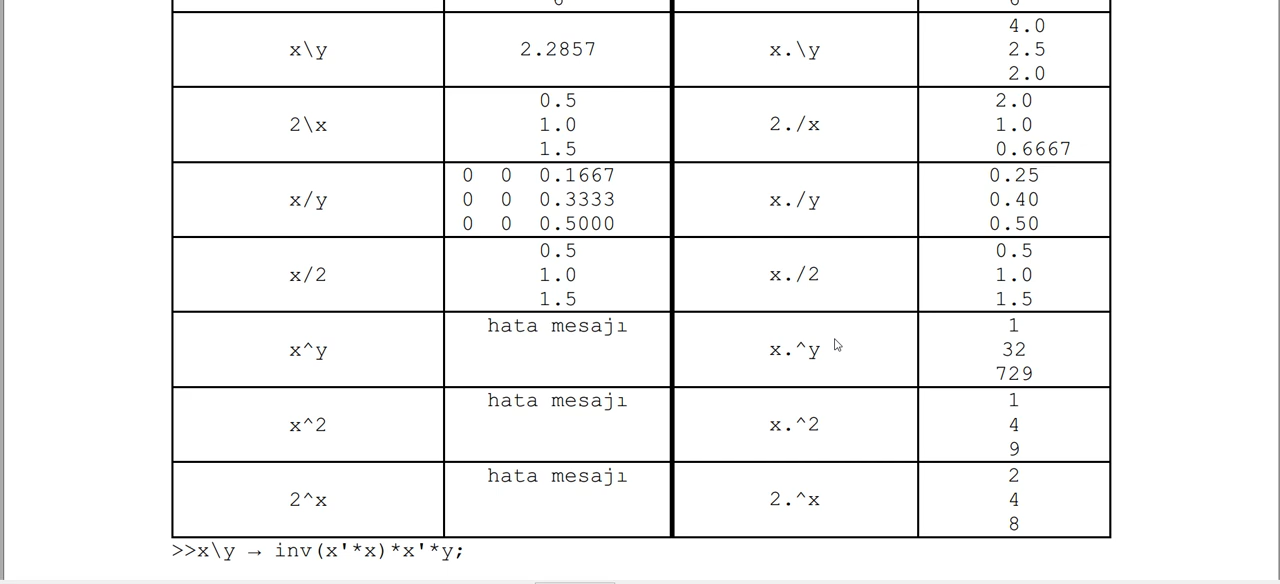 x\y 2.2857 x.\y 4.0
2.5
2.0
2\x 0.5 2./x 2.0
1.0 1.0
1.5 0.6667
x/y 0 0 0.1667 x./y 0.25
0 0 0.3333 0.40
0 0 0.5000 0.50
x/2 0.5 x./2 0.5
1.0 1.0
1.5 1.5
x^y hata mesajı x.^y 1
32
729
x^2 hata mesajı x.^2 1
4
9
2^x hata mesajı 2.^x 2
4
8
>>x\y → inv(x'*x)*x'*y;